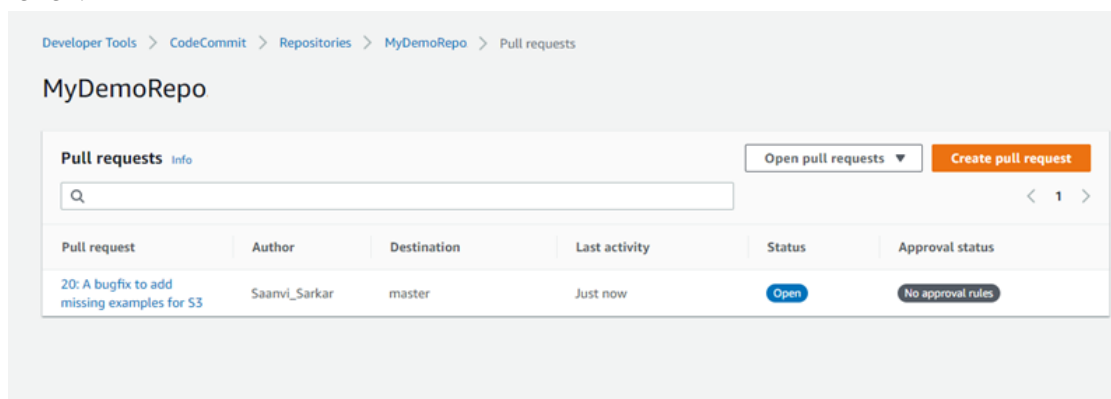 Developer Tools > CodeCommit > Repositories > MyDemoRepo > Pull requests
MyDemoRepo
Pull requests Info
Open pull requests ▼ Create pull request
< 1 >
Pull request Author Destination Last activity Status Approval status
20: A bugfix to add
missing examples for S3 Saanvi_Sarkar master Just now Open No approval rules